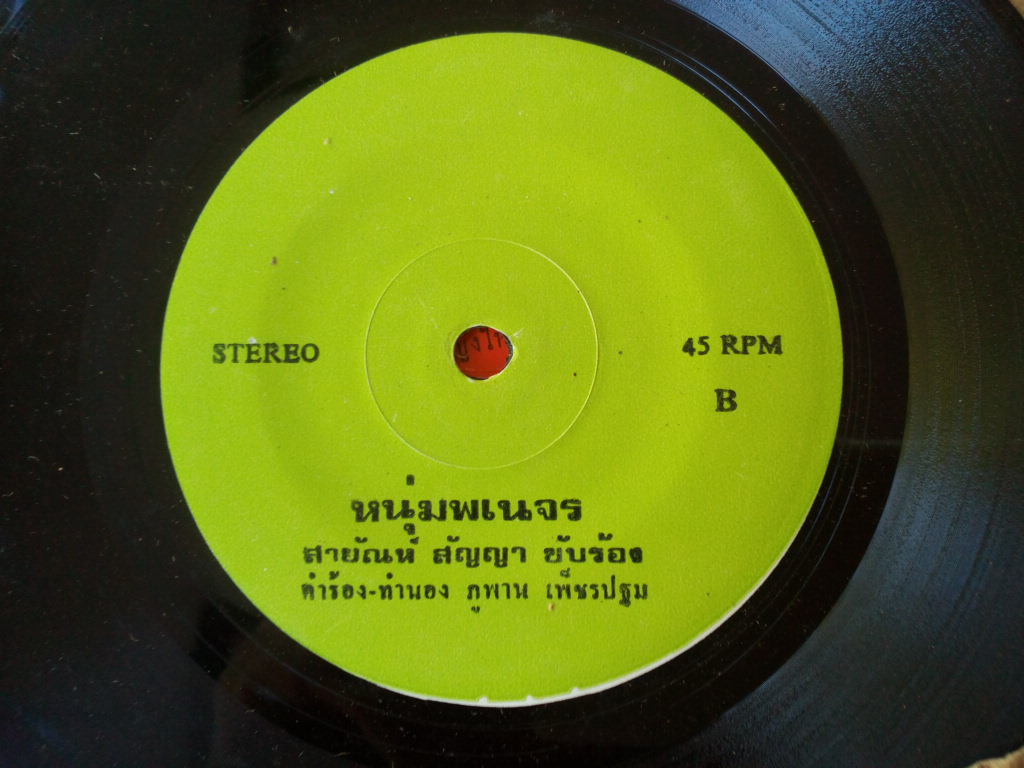 STEREO
45 RPM
B
หนุ่มพเนจร
สายัณห์ สัญญา ขับร้อง
คำร้อง-ทำนอง ภูพาน เพ็ชรปฐม